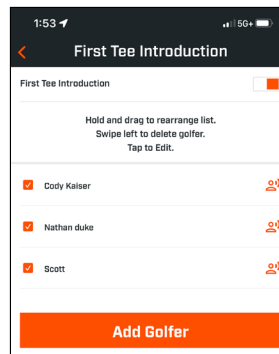 1:53
5G+
First Tee Introduction
First Tee Introduction
Hold and drag to rearrange list.
Swipe left to delete golfer.
Tap to Edit.
Cody Kaiser
Nathan duke
Scott
Add Golfer